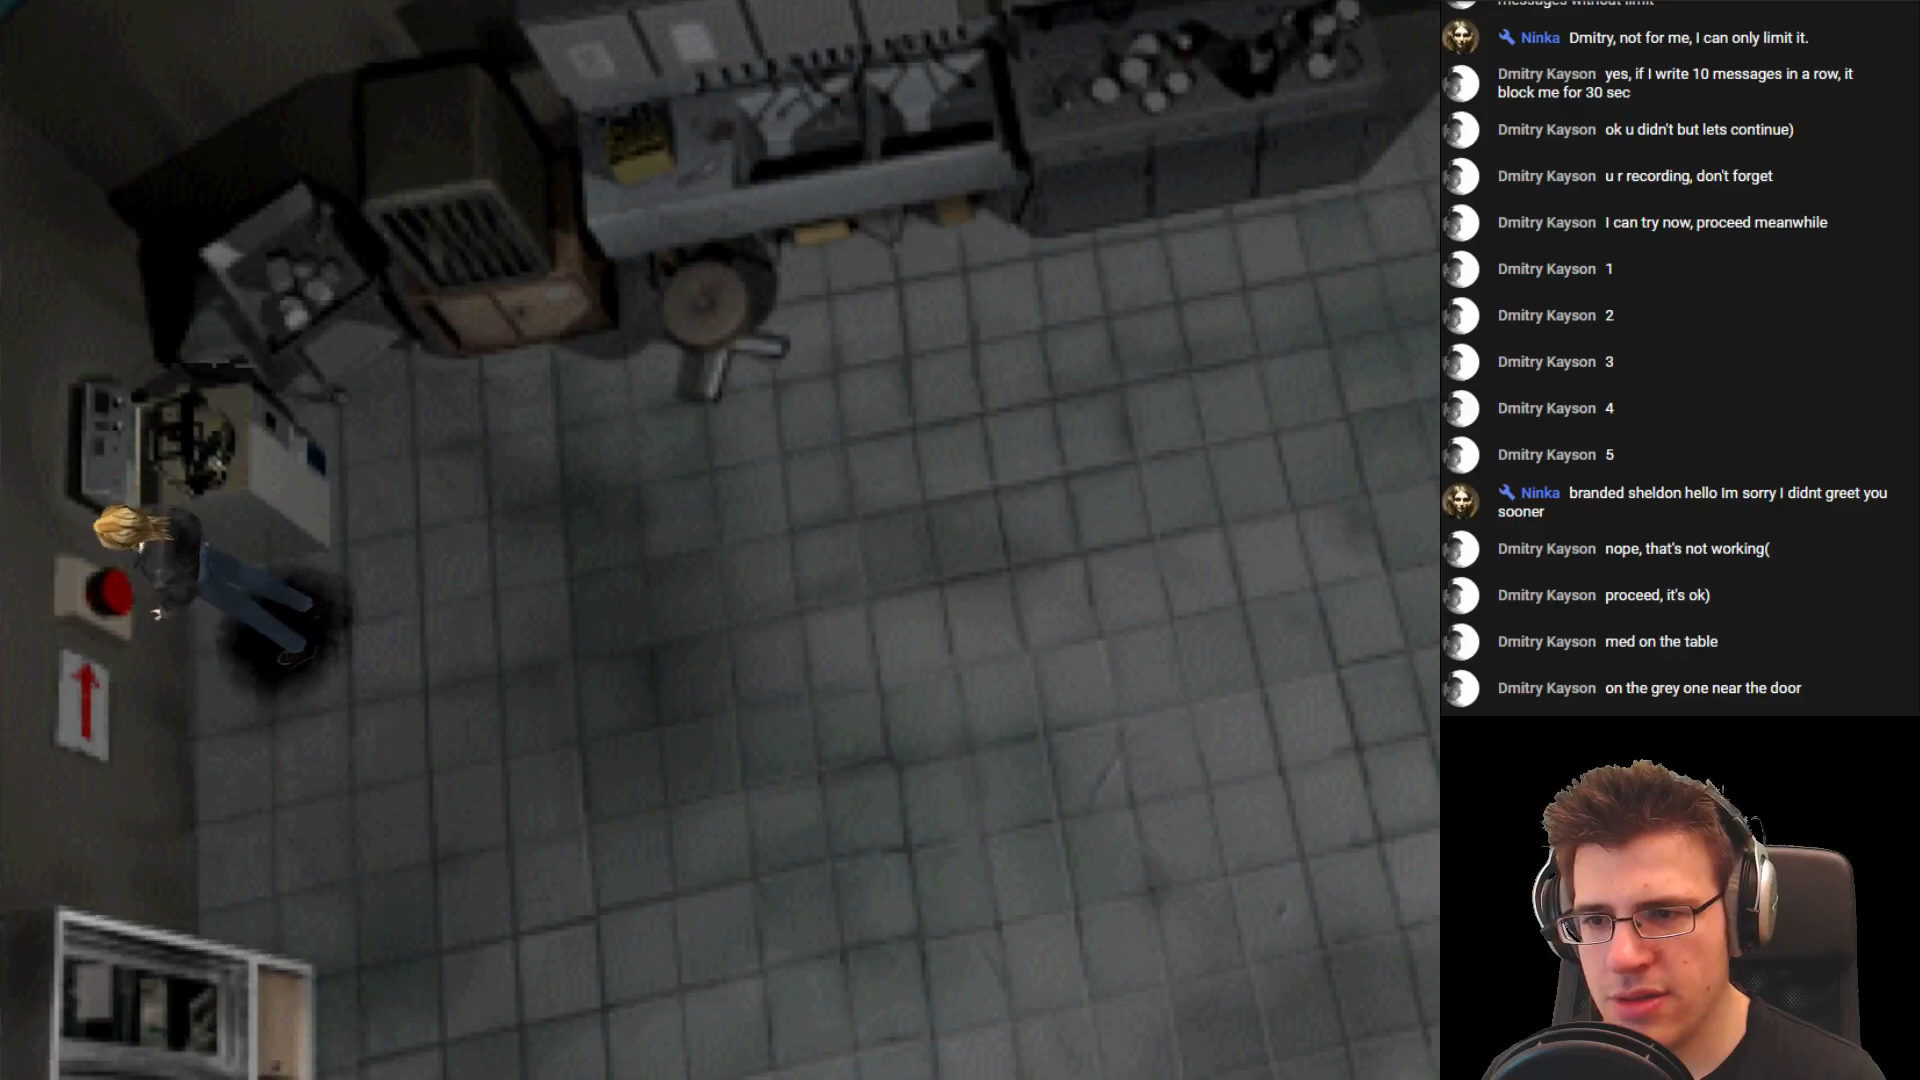 Ninka Dmitry, not for me, I can only limit it.
Dmitry Kayson yes, if I write 10 messages in a row, it
block me for 30 sec
Dmitry Kayson ok u didn't but lets continue)
Dmitry Kayson u r recording, don't forget
Dmitry Kayson I can try now, proceed meanwhile
Dmitry Kayson 1
Dmitry Kayson 2
Dmitry Kayson 3
Dmitry Kayson 4
Dmitry Kayson 5
Ninka branded sheldon hello Im sorry I didnt greet you
sooner
Dmitry Kayson nope, that's not working(
Dmitry Kayson proceed, it's ok)
Dmitry Kayson med on the table
Dmitry Kayson on the grey one near the door